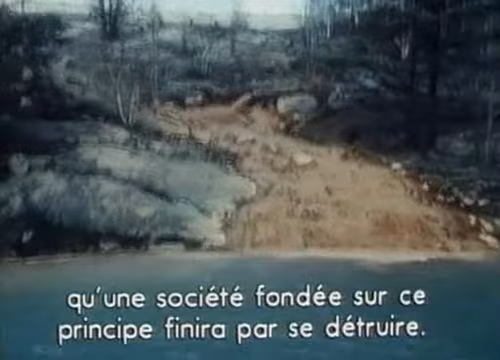 qu'une société fondée sur ce
principe finira par se détruire.